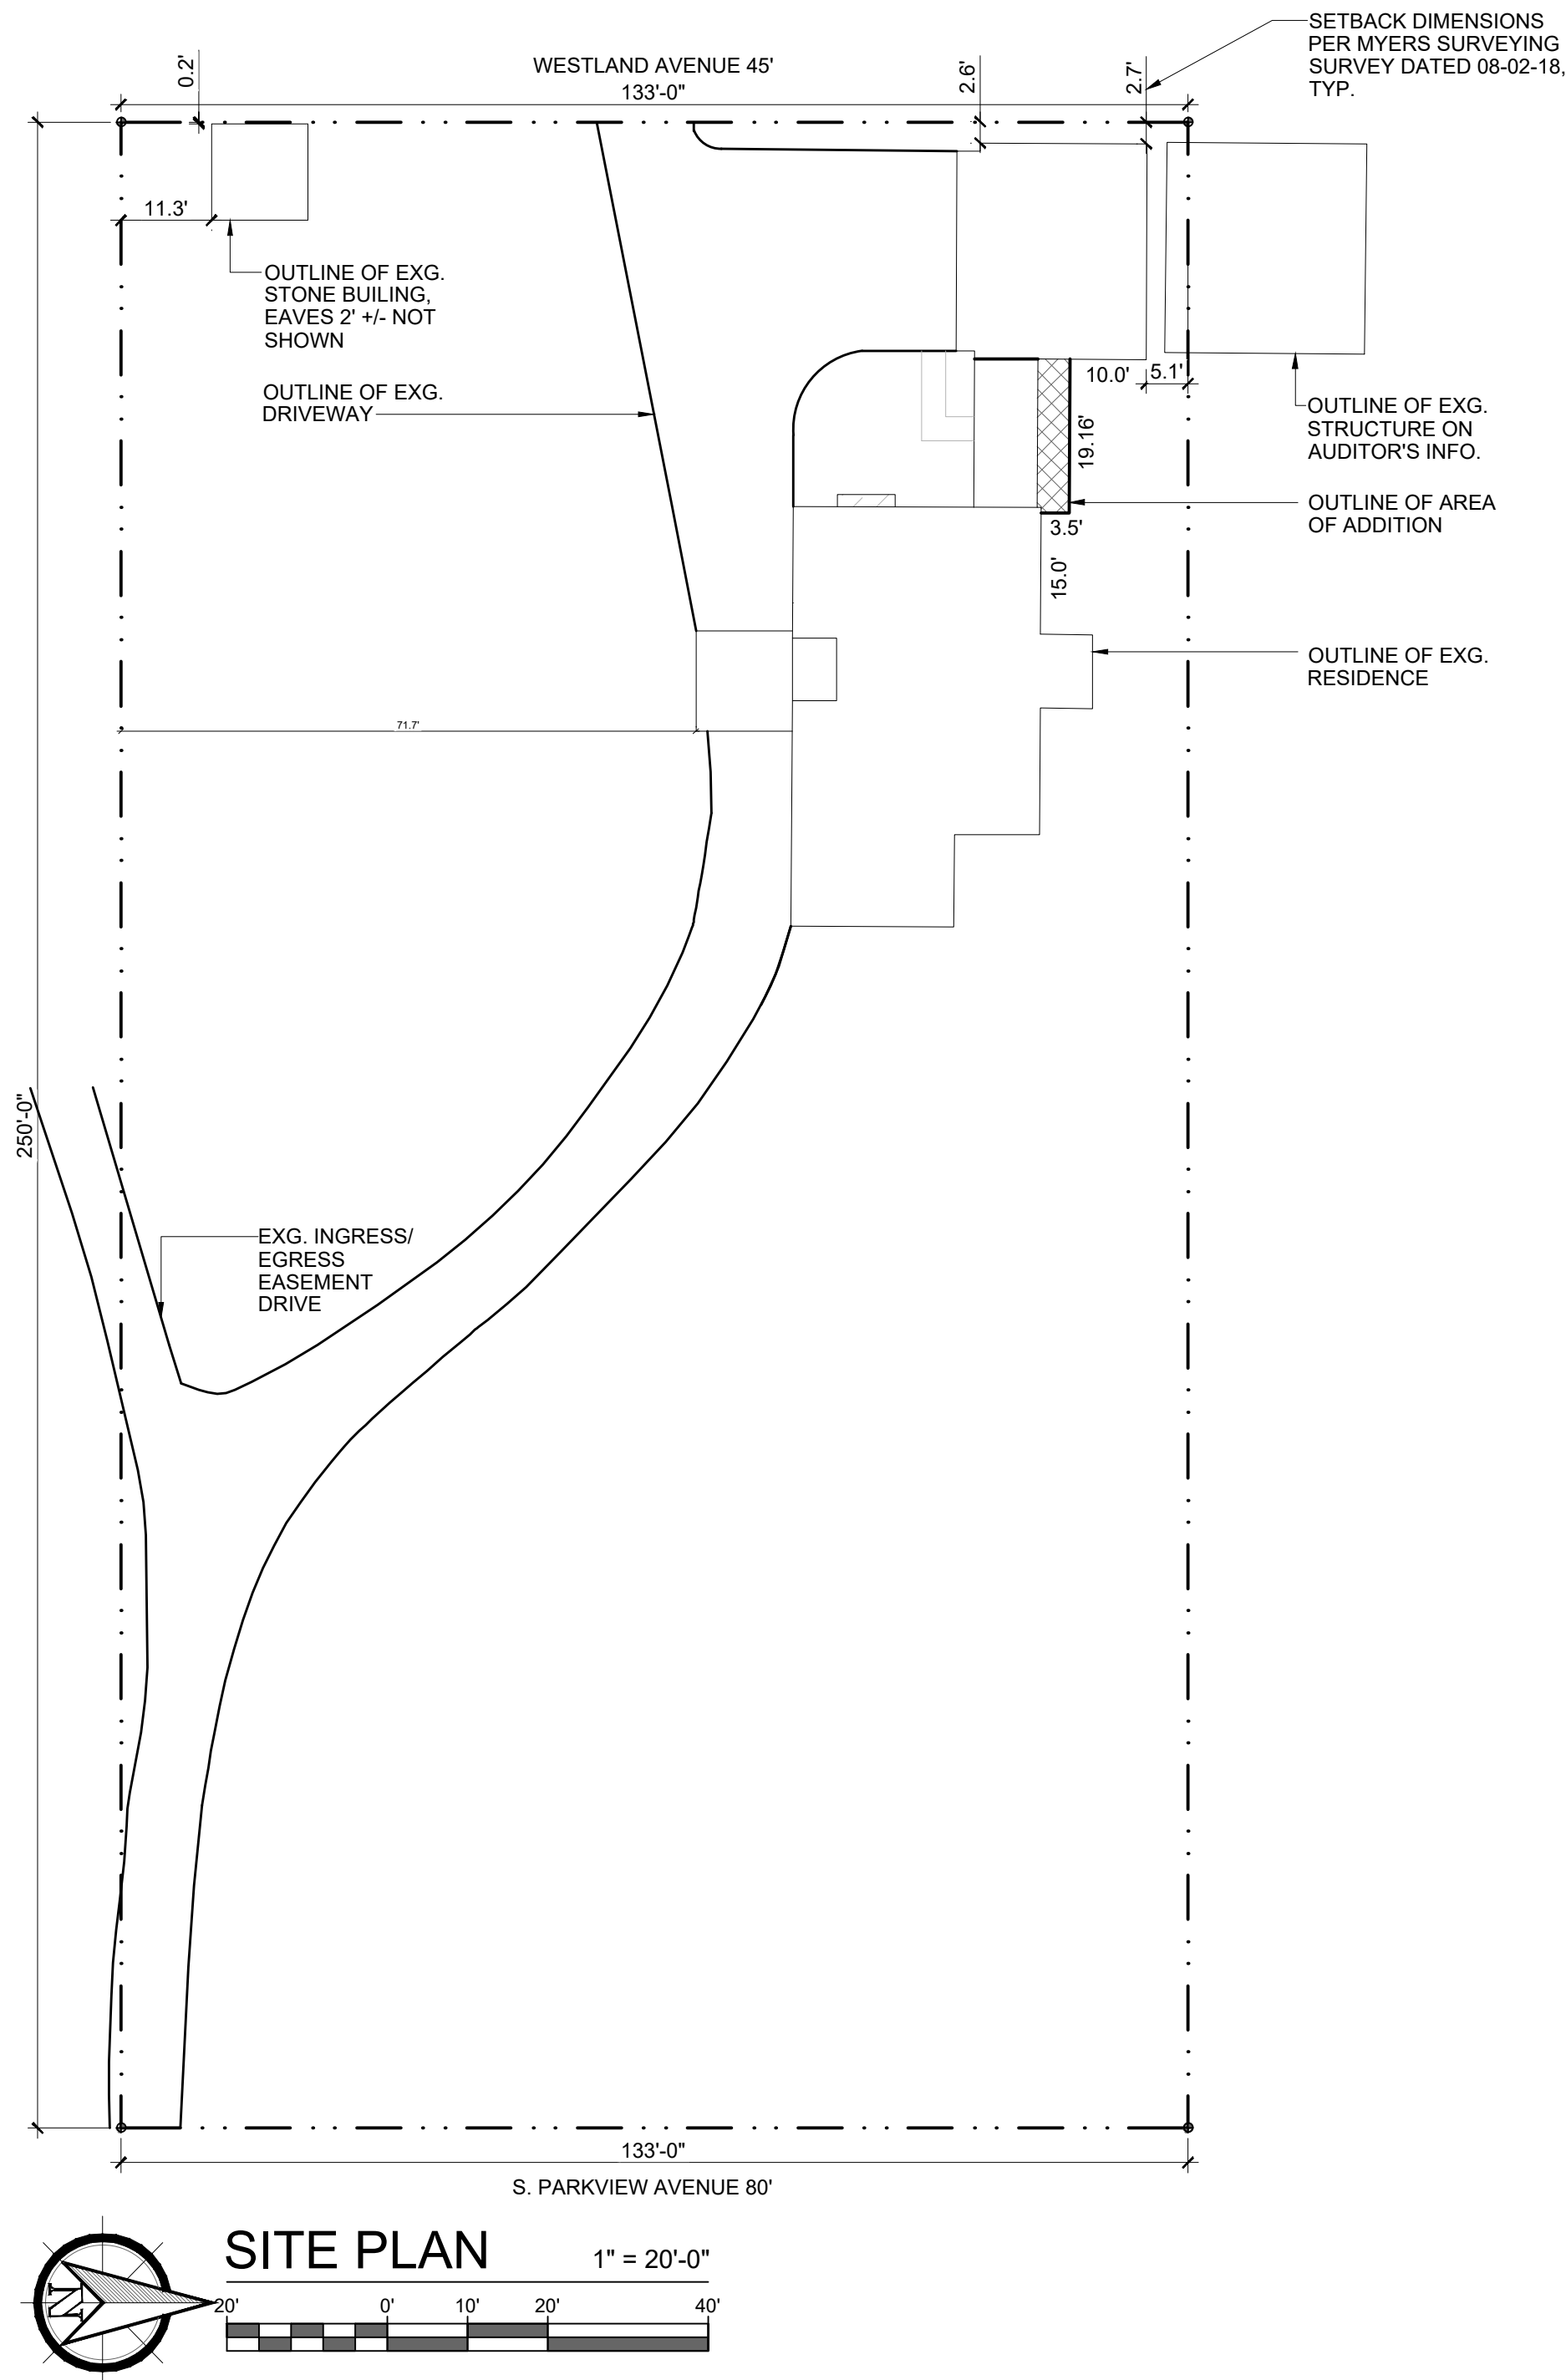 SETBACK DIMENSIONS
PER MYERS SURVEYING
SURVEY DATED 08-02-18,
TYP.
WESTLAND AVENUE 45'
133'-0"
0.2'
2.6'
2.7'
11.3'
OUTLINE OF EXG.
STONE BUILING,
EAVES 2' +/- NOT
SHOWN
OUTLINE OF EXG.
DRIVEWAY
10.0'
5.1'
19.16'
OUTLINE OF EXG.
STRUCTURE ON
AUDITOR'S INFO.
OUTLINE OF AREA
OF ADDITION
3.5'
15.0'
OUTLINE OF EXG.
RESIDENCE
71.7'
250'-0"
EXG. INGRESS/
EGRESS
EASEMENT
DRIVE
133'-0"
S. PARKVIEW AVENUE 80'
SITE PLAN
1" = 20'-0"
N
20'
0'
10'
20'
40'